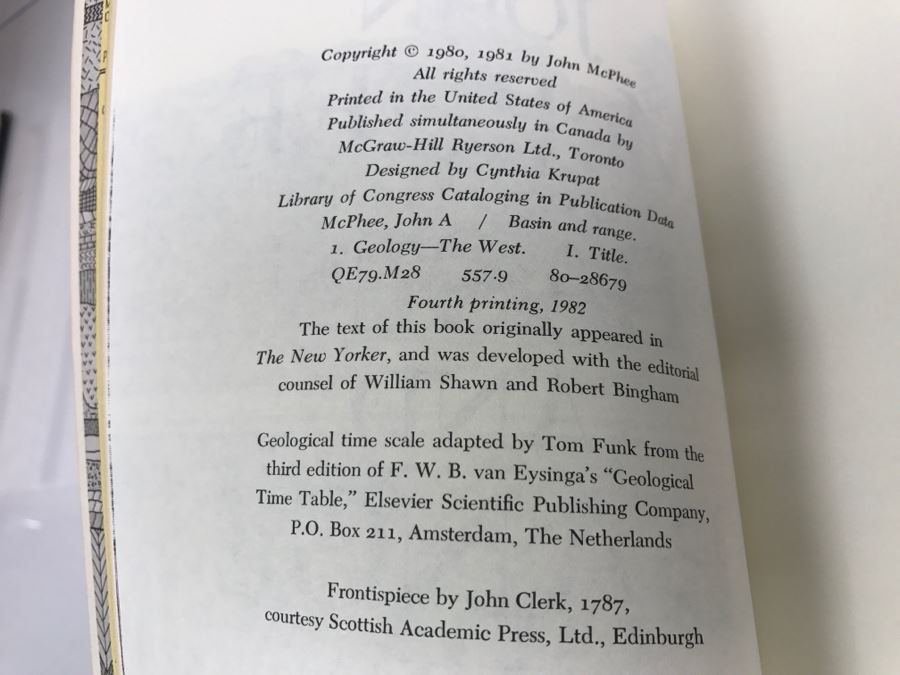 Copyright © 1980, 1981 by John McPhee
All rights reserved
Printed in the United States of America
Published simultaneously in Canada by
McGraw-Hill Ryerson Ltd., Toronto
Designed by Cynthia Krupat
Library of Congress Cataloging in Publication Data
McPhee, John A / Basin and range.
1. Geology—The West. I. Title.
QE79.M28 557.9 80–28679
Fourth printing, 1982
The text of this book originally appeared in
The New Yorker, and was developed with the editorial
counsel of William Shawn and Robert Bingham
Geological time scale adapted by Tom Funk from the
third edition of F. W. B. van Eysinga's “Geological
Time Table,” Elsevier Scientific Publishing Company,
P.O. Box 211, Amsterdam, The Netherlands
Frontispiece by John Clerk, 1787,
courtesy Scottish Academic Press, Ltd., Edinburgh